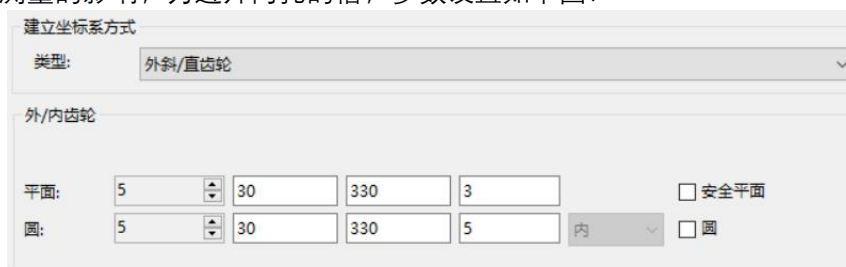 建立坐标系方式
类型: 外斜/直齿轮
外/内齿轮
平面: 5 30 330 3 安全平面
圆: 5 30 330 5 内 圆